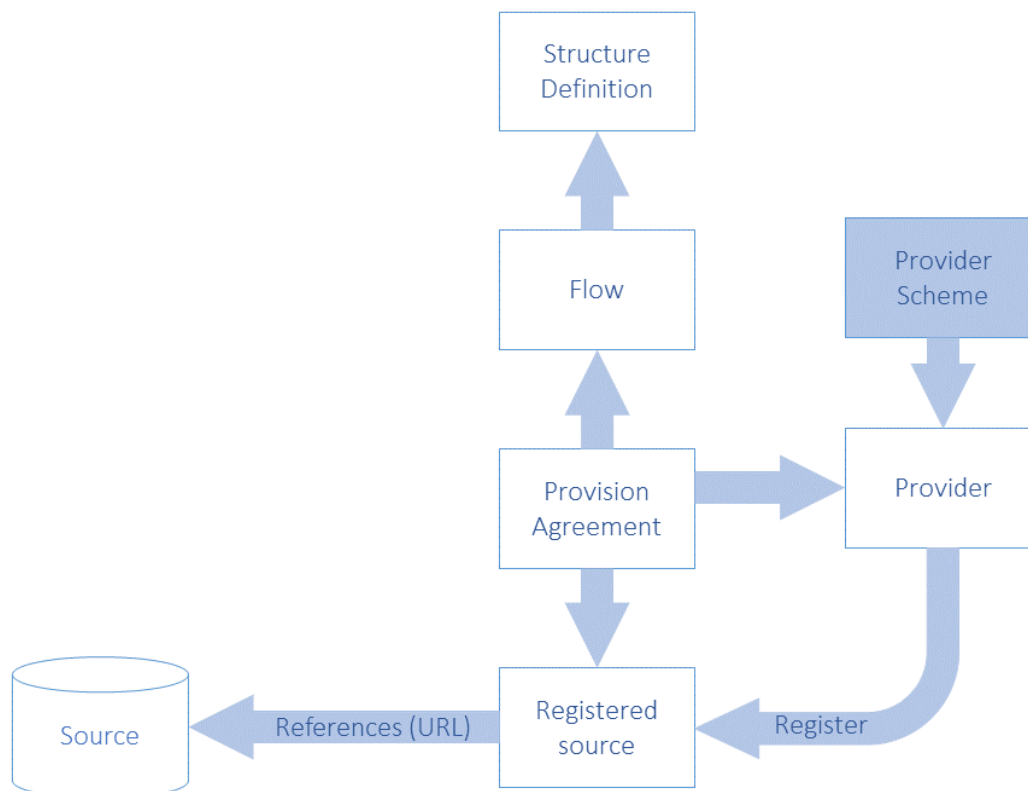 Structure
Definition
Flow
Provider
Scheme
Provision
Agreement
Provider
Registered
source
Source
References (URL)
Register